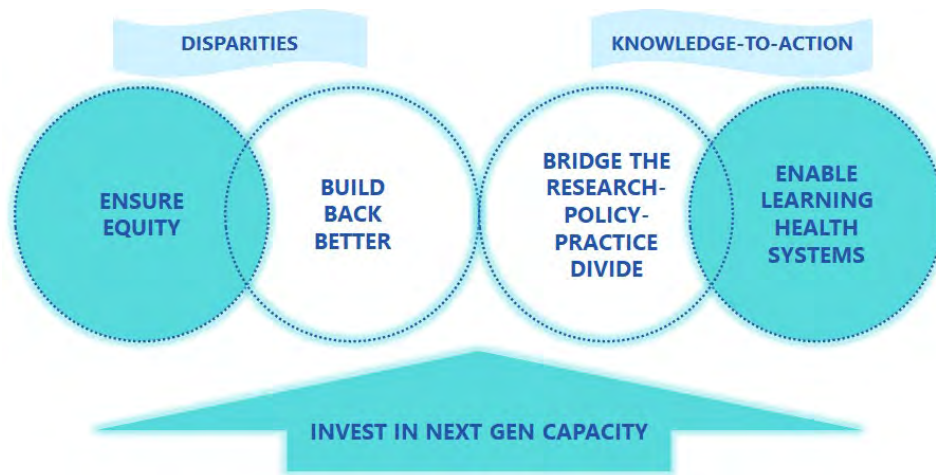 DISPARITIES
KNOWLEDGE-TO-ACTION
ENSURE
EQUITY
BUILD
BACK
BETTER
BRIDGE THE
RESEARCH-
POLICY-
PRACTICE
DIVIDE
ENABLE
LEARNING
HEALTH
SYSTEMS
INVEST IN NEXT GEN CAPACITY